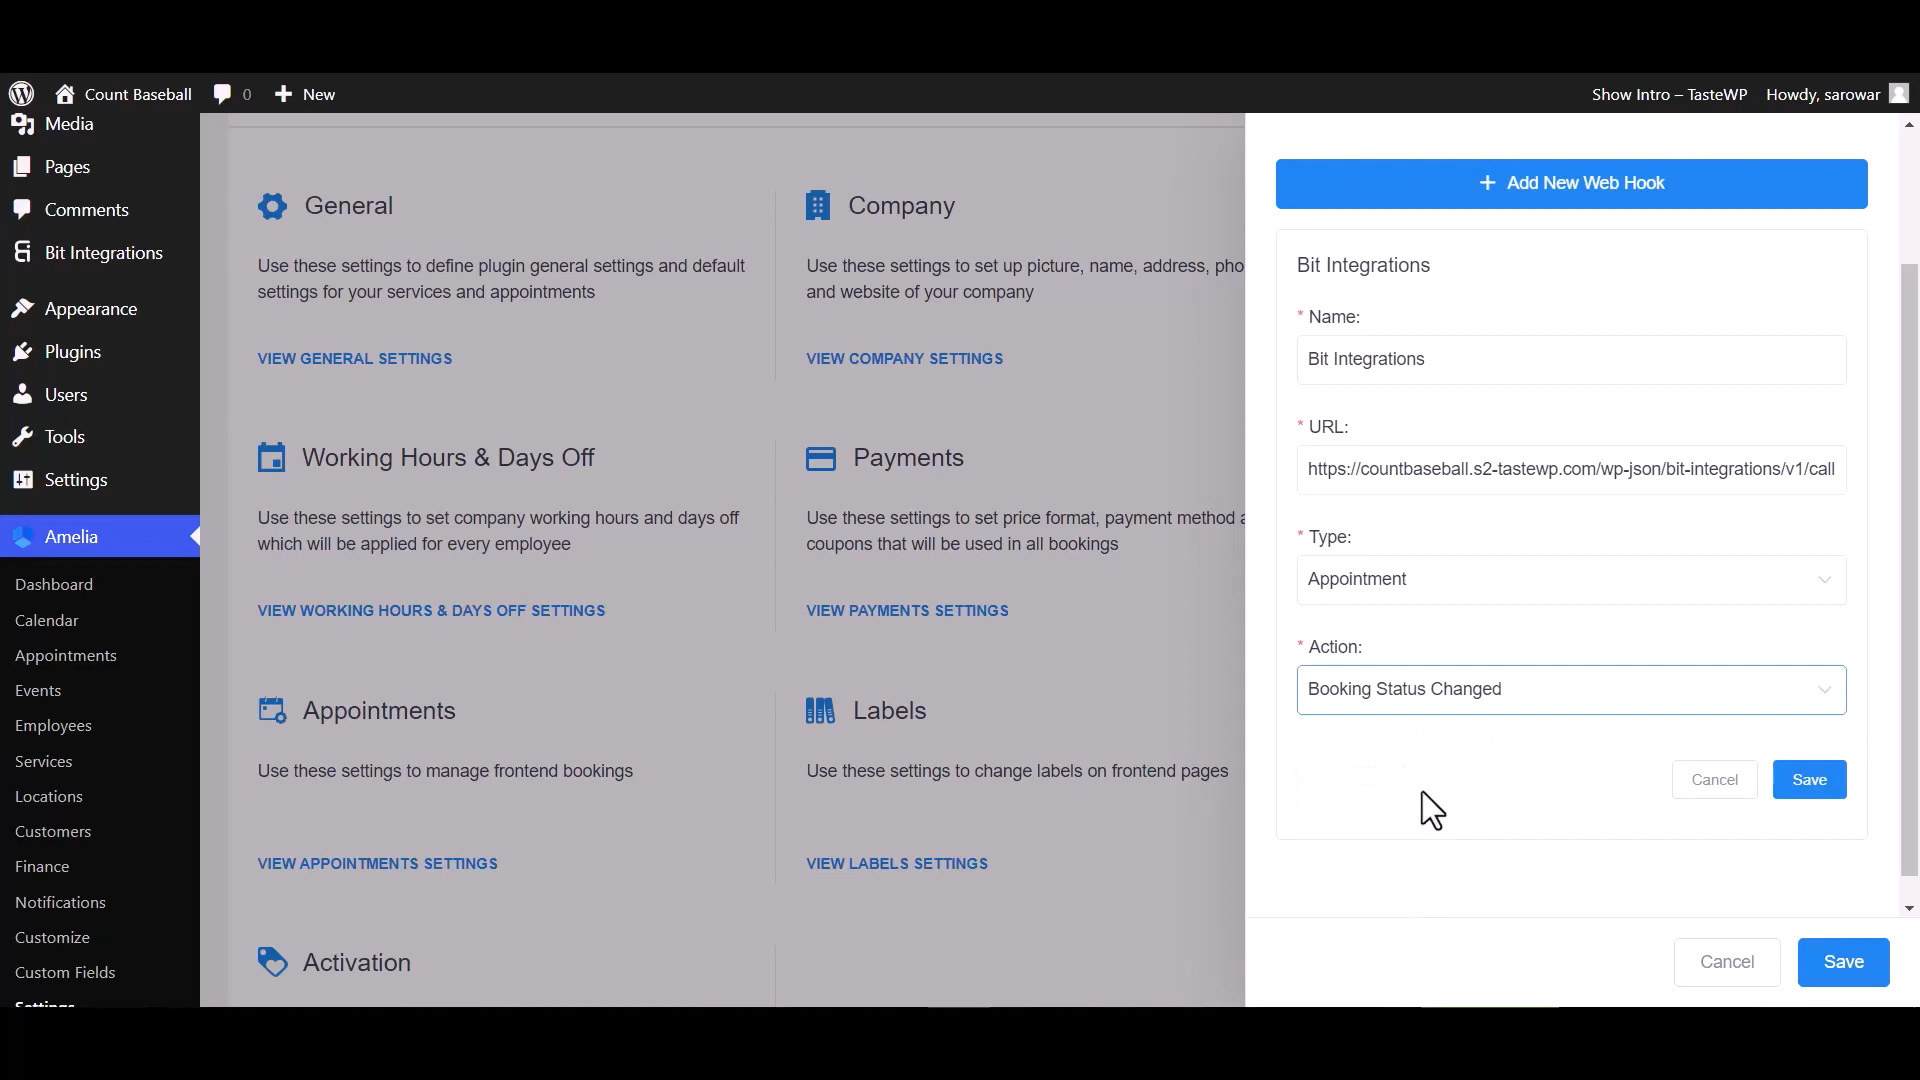 Count Baseball
0
New
Show Intro – TasteWP
Howdy, sarowar
Media
Pages
Comments
Bit Integrations
Appearance
Plugins
Users
Tools
Settings
Amelia
Dashboard
Calendar
Appointments
Events
Employees
Services
Locations
Customers
Finance
Notifications
Customize
Custom Fields
Settings
General
Use these settings to define plugin general settings and default
settings for your services and appointments
VIEW GENERAL SETTINGS
Company
Use these settings to set up picture, name, address, pho
and website of your company
VIEW COMPANY SETTINGS
Working Hours & Days Off
Use these settings to set company working hours and days off
which will be applied for every employee
VIEW WORKING HOURS & DAYS OFF SETTINGS
Payments
Use these settings to set price format, payment method a
coupons that will be used in all bookings
VIEW PAYMENTS SETTINGS
Appointments
Use these settings to manage frontend bookings
VIEW APPOINTMENTS SETTINGS
Labels
Use these settings to change labels on frontend pages
VIEW LABELS SETTINGS
Activation
+ Add New Web Hook
Bit Integrations
* Name:
Bit Integrations
* URL:
https://countbaseball.s2-tastewp.com/wp-json/bit-integrations/v1/call
* Type:
Appointment
* Action:
Booking Status Changed
Cancel
Save
Cancel
Save